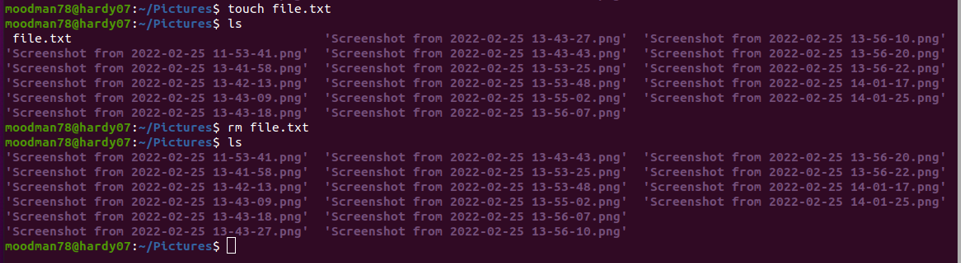 moodman78@hardy07:~/Pictures$ touch file.txt
moodman78@hardy07:~/Pictures$ ls
file.txt 'Screenshot from 2022-02-25 13-43-27.png' 'Screenshot from 2022-02-25 13-56-10.png'
'Screenshot from 2022-02-25 11-53-41.png' 'Screenshot from 2022-02-25 13-43-43.png' 'Screenshot from 2022-02-25 13-56-20.png'
'Screenshot from 2022-02-25 13-41-58.png' 'Screenshot from 2022-02-25 13-53-25.png' 'Screenshot from 2022-02-25 13-56-22.png'
'Screenshot from 2022-02-25 13-42-13.png' 'Screenshot from 2022-02-25 13-53-48.png' 'Screenshot from 2022-02-25 14-01-17.png'
'Screenshot from 2022-02-25 13-43-09.png' 'Screenshot from 2022-02-25 13-55-02.png' 'Screenshot from 2022-02-25 14-01-25.png'
'Screenshot from 2022-02-25 13-43-18.png' 'Screenshot from 2022-02-25 13-56-07.png'
moodman78@hardy07:~/Pictures$ rm file.txt
moodman78@hardy07:~/Pictures$ ls
'Screenshot from 2022-02-25 11-53-41.png' 'Screenshot from 2022-02-25 13-43-43.png' 'Screenshot from 2022-02-25 13-56-20.png'
'Screenshot from 2022-02-25 13-41-58.png' 'Screenshot from 2022-02-25 13-53-25.png' 'Screenshot from 2022-02-25 13-56-22.png'
'Screenshot from 2022-02-25 13-42-13.png' 'Screenshot from 2022-02-25 13-53-48.png' 'Screenshot from 2022-02-25 14-01-17.png'
'Screenshot from 2022-02-25 13-43-09.png' 'Screenshot from 2022-02-25 13-55-02.png' 'Screenshot from 2022-02-25 14-01-25.png'
'Screenshot from 2022-02-25 13-43-18.png' 'Screenshot from 2022-02-25 13-56-07.png'
'Screenshot from 2022-02-25 13-43-27.png' 'Screenshot from 2022-02-25 13-56-10.png'
moodman78@hardy07:~/Pictures$